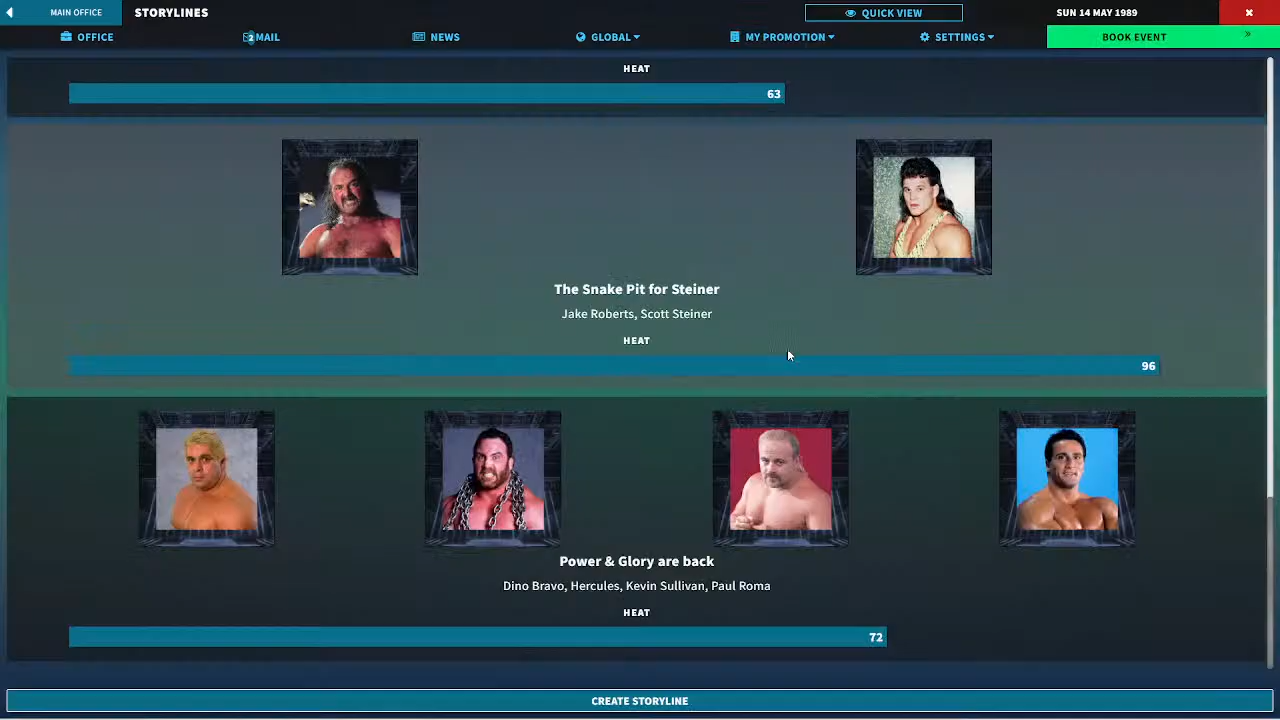 MAIN OFFICE
STORYLINES
QUICK VIEW
SUN 14 MAY 1989
OFFICE
2
MAIL
NEWS
GLOBAL
MY PROMOTION
SETTINGS
BOOK EVENT
HEAT
63
The Snake Pit for Steiner
Jake Roberts, Scott Steiner
HEAT
96
Power & Glory are back
Dino Bravo, Hercules, Kevin Sullivan, Paul Roma
HEAT
72
CREATE STORYLINE